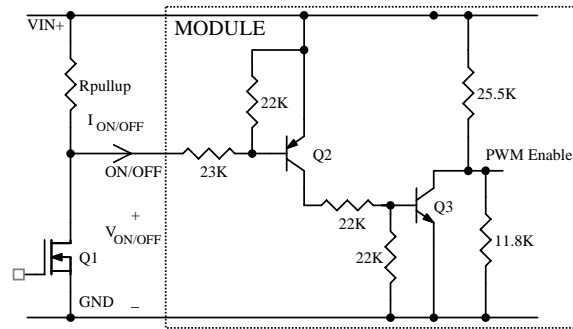 VIN+
MODULE
Rpullup
22K
25.5K
I ON/OFF
Q2
PWM Enable
ON/OFF
23K
+
22K
Q3
V ON/OFF
22K
11.8K
Q1
GND
–